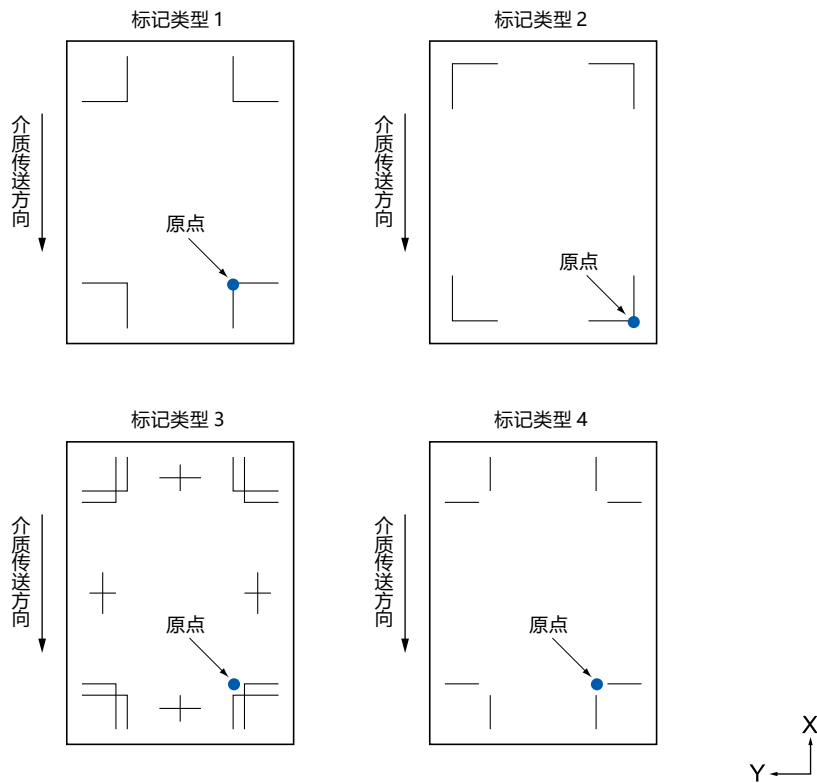 标记类型 1
标记类型 2
介质传送方向
原点
介质传送方向
原点
标记类型 3
标记类型 4
介质传送方向
原点
介质传送方向
原点
X
Y